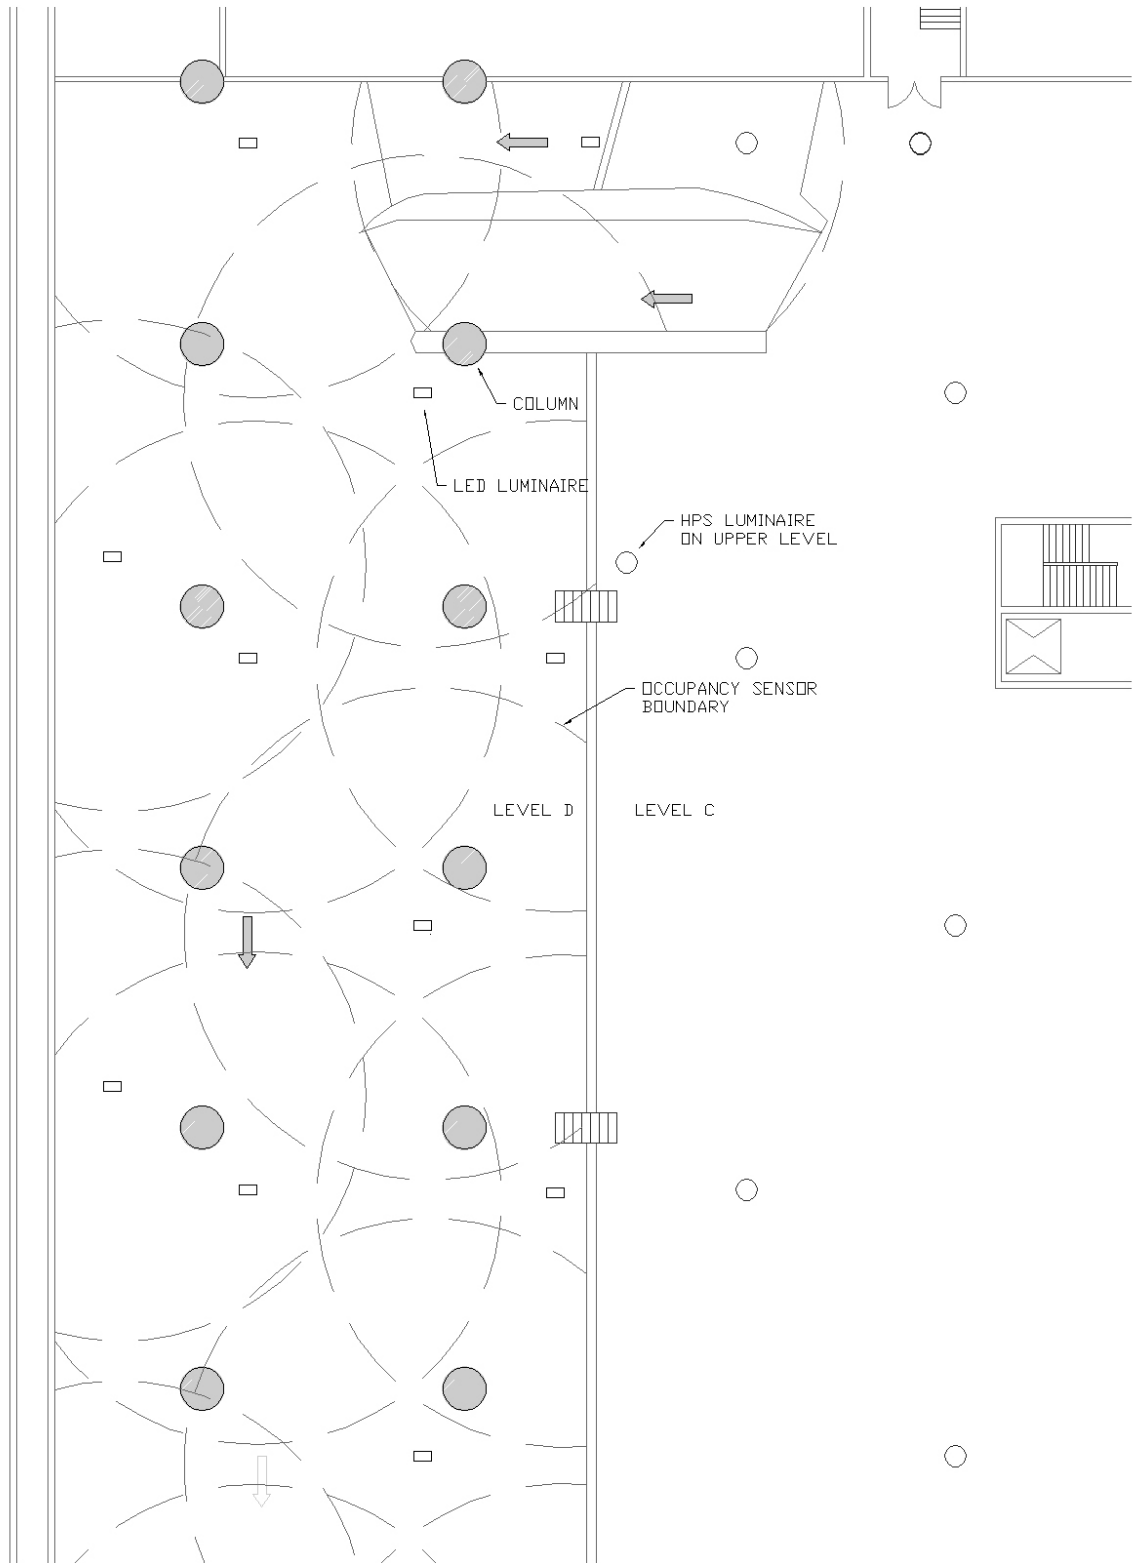 COLUMN
LED LUMINAIRE
HPS LUMINAIRE
ON UPPER LEVEL
OCCUPANCY SENSOR
BOUNDARY
LEVEL D
LEVEL C